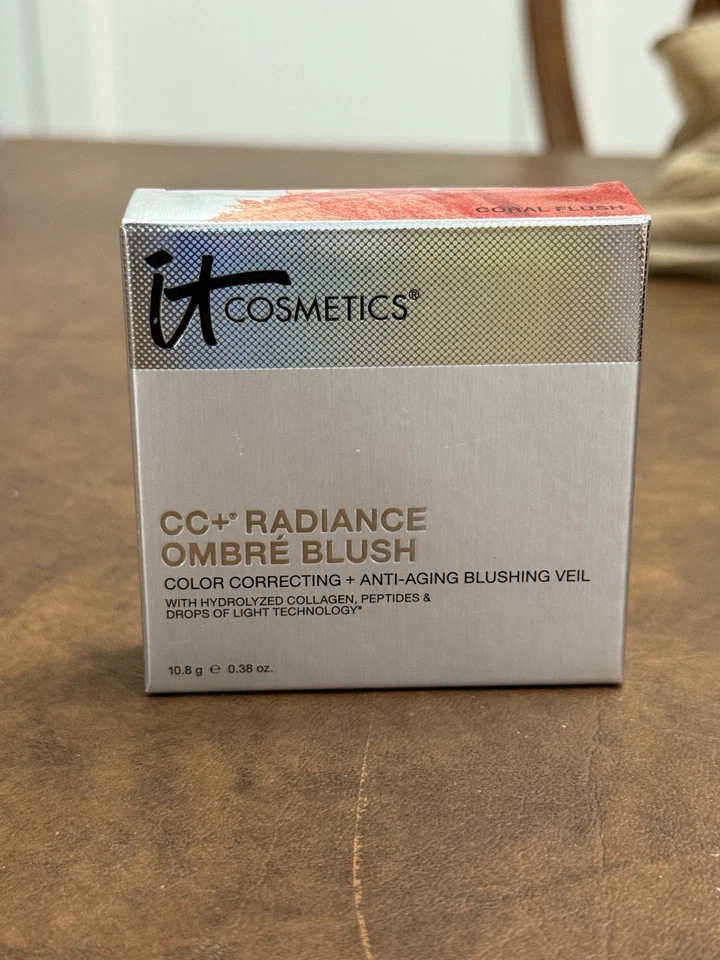 CORAL FLUSH
it COSMETICS®
CC+® RADIANCE
OMBRÉ BLUSH
COLOR CORRECTING + ANTI-AGING BLUSHING VEIL
WITH HYDROLYZED COLLAGEN, PEPTIDES &
DROPS OF LIGHT TECHNOLOGY®
10.8 g ℮ 0.38 oz.